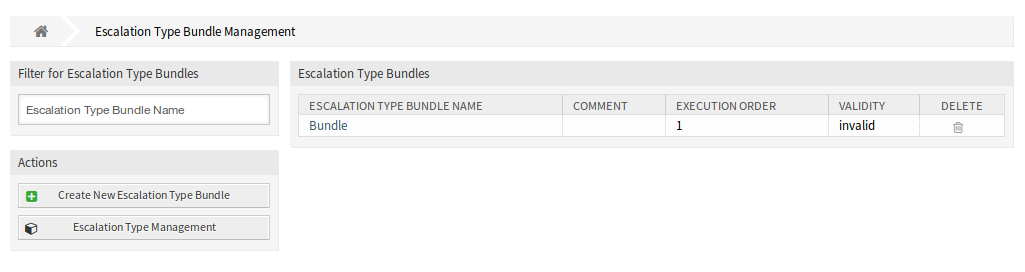 Escalation Type Bundle Management
Filter for Escalation Type Bundles
Escalation Type Bundle Name
Actions
Create New Escalation Type Bundle
Escalation Type Management
Escalation Type Bundles
ESCALATION TYPE BUNDLE NAME COMMENT EXECUTION ORDER VALIDITY DELETE
Bundle 1 invalid